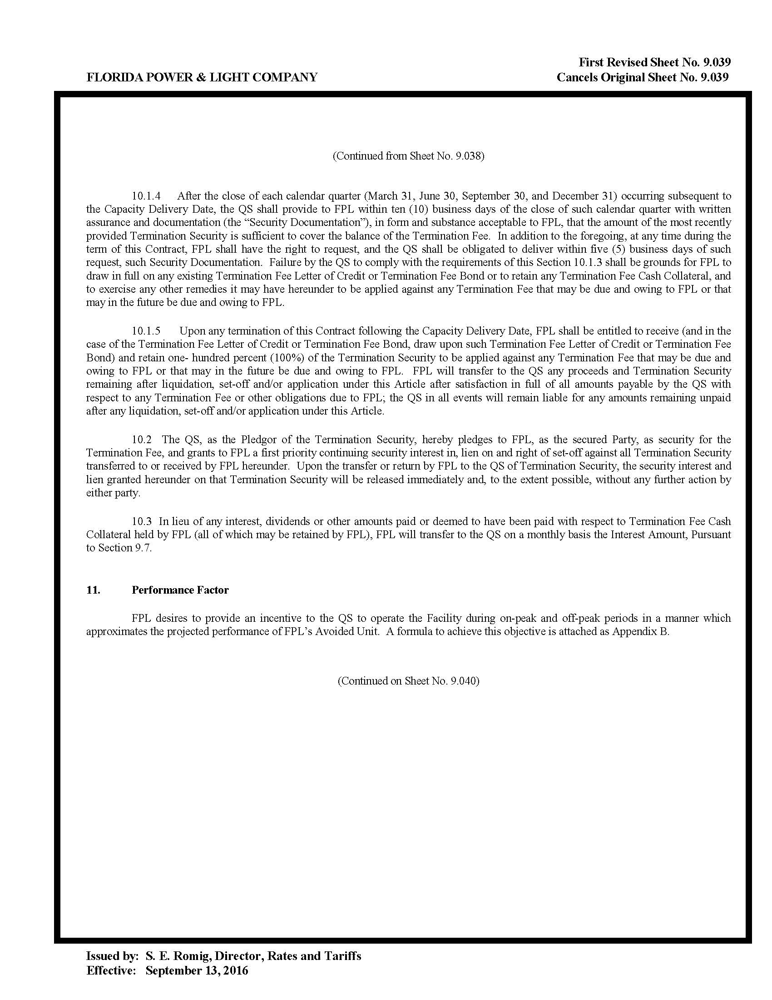 First Revised Sheet No. 9.039
FLORIDA POWER & LIGHT COMPANY Cancels Original Sheet No. 9.039
(Continued from Sheet No. 9.038)
10.1.4 After the close of each calendar quarter (March 31, June 30, September 30, and December 31) occurring subsequent to
the Capacity Delivery Date, the QS shall provide to FPL within ten (10) business days of the close of such calendar quarter with written
assurance and documentation (the “Security Documentation”), in form and substance acceptable to FPL, that the amount of the most recently
provided Termination Security is sufficient to cover the balance of the Termination Fee. In addition to the foregoing, at any time during the
term of this Contract, FPL shall have the right to request, and the QS shall be obligated to deliver within five (5) business days of such
request, such Security Documentation. Failure by the QS to comply with the requirements of this Section 10.1.3 shall be grounds for FPL to
draw in full on any existing Termination Fee Letter of Credit or Termination Fee Bond or to retain any Termination Fee Cash Collateral, and
to exercise any other remedies it may have hereunder to be applied against any Termination Fee that may be due and owing to FPL or that
may in the future be due and owing to FPL.
10.1.5 Upon any termination of this Contract following the Capacity Delivery Date, FPL shall be entitled to receive (and in the
case of the Termination Fee Letter of Credit or Termination Fee Bond, draw upon such Termination Fee Letter of Credit or Termination Fee
Bond) and retain one- hundred percent (100%) of the Termination Security to be applied against any Termination Fee that may be due and
owing to FPL or that may in the future be due and owing to FPL. FPL will transfer to the QS any proceeds and Termination Security
remaining after liquidation, set-off and/or application under this Article after satisfaction in full of all amounts payable by the QS with
respect to any Termination Fee or other obligations due to FPL; the QS in all events will remain liable for any amounts remaining unpaid
after any liquidation, set-off and/or application under this Article.
10.2 The QS, as the Pledgor of the Termination Security, hereby pledges to FPL, as the secured Party, as security for the
Termination Fee, and grants to FPL a first priority continuing security interest in, lien on and right of set-off against all Termination Security
transferred to or received by FPL hereunder. Upon the transfer or return by FPL to the QS of Termination Security, the security interest and
lien granted hereunder on that Termination Security will be released immediately and, to the extent possible, without any further action by
either party.
10.3 In lieu of any interest, dividends or other amounts paid or deemed to have been paid with respect to Termination Fee Cash
Collateral held by FPL (all of which may be retained by FPL), FPL will transfer to the QS on a monthly basis the Interest Amount, Pursuant
to Section 9.7.
11. Performance Factor
FPL desires to provide an incentive to the QS to operate the Facility during on-peak and off-peak periods in a manner which
approximates the projected performance of FPL’s Avoided Unit. A formula to achieve this objective is attached as Appendix B.
(Continued on Sheet No. 9.040)
Issued by: S. E. Romig, Director, Rates and Tariffs
Effective: September 13, 2016